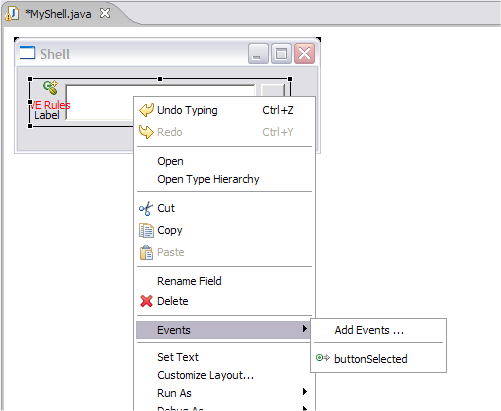 *MyShell.java
Shell
VE Rules
Label
Undo Typing Ctrl+Z
Redo Ctrl+Y
Open
Open Type Hierarchy
Cut
Copy
Paste
Rename Field
Delete
Events
Add Events ...
buttonSelected
Set Text
Customize Layout...
Run As
Debug As